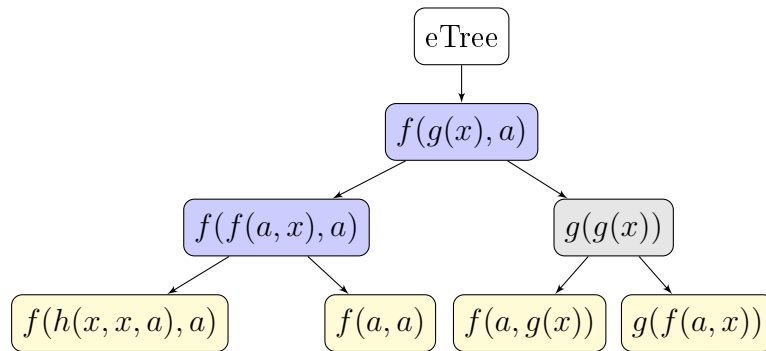 eTree
f(g(x), a)
f(f(a, x), a) g(g(x))
f(h(x, x, a), a) f(a, a) f(a, g(x)) g(f(a, x))